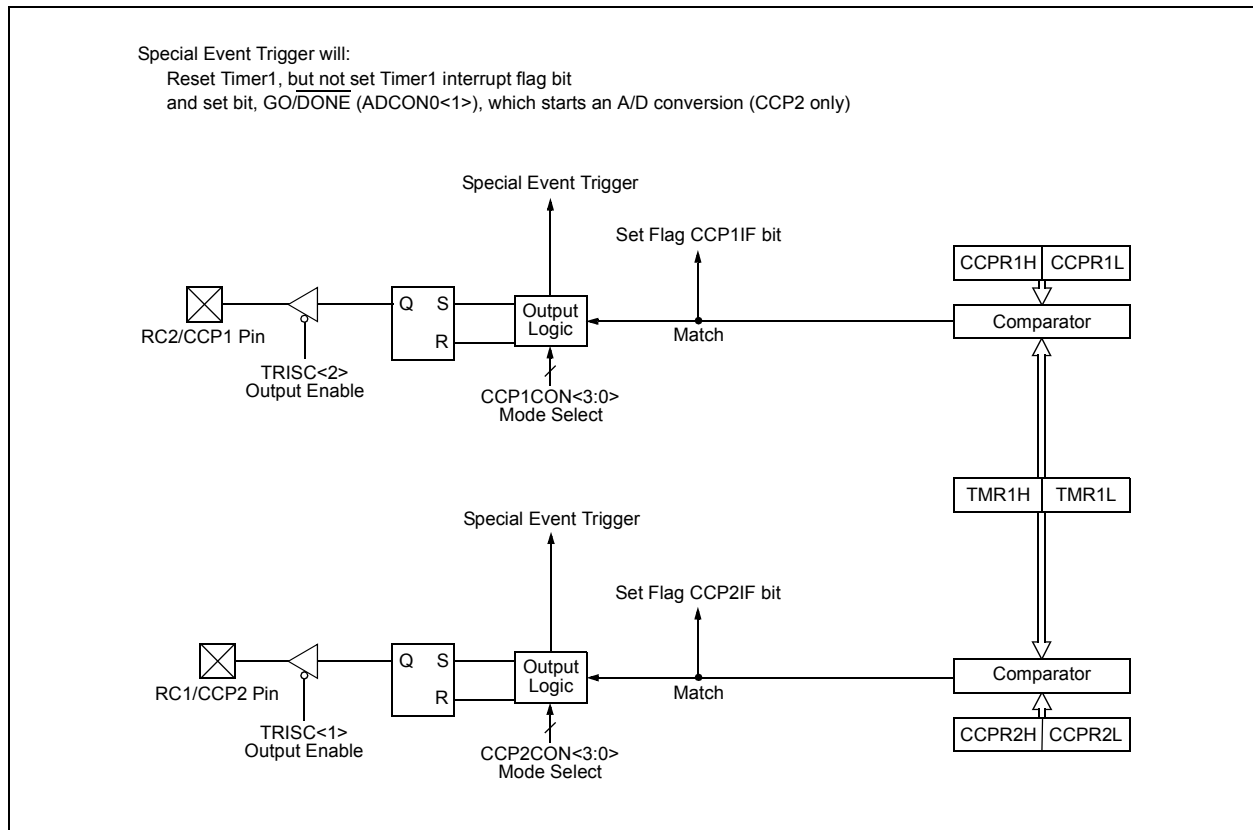 Special Event Trigger will:
Reset Timer1, but not set Timer1 interrupt flag bit
and set bit, GO/DONE (ADCON0<1>), which starts an A/D conversion (CCP2 only)
Special Event Trigger
Set Flag CCP1IF bit
CCPR1H CCPR1L
Q S
R
Output
Logic
Comparator
RC2/CCP1 Pin
Match
TRISC<2>
Output Enable
CCP1CON<3:0>
Mode Select
TMR1H TMR1L
Special Event Trigger
Set Flag CCP2IF bit
Q S
R
Output
Logic
Comparator
RC1/CCP2 Pin
Match
TRISC<1>
Output Enable
CCP2CON<3:0>
Mode Select
CCPR2H CCPR2L